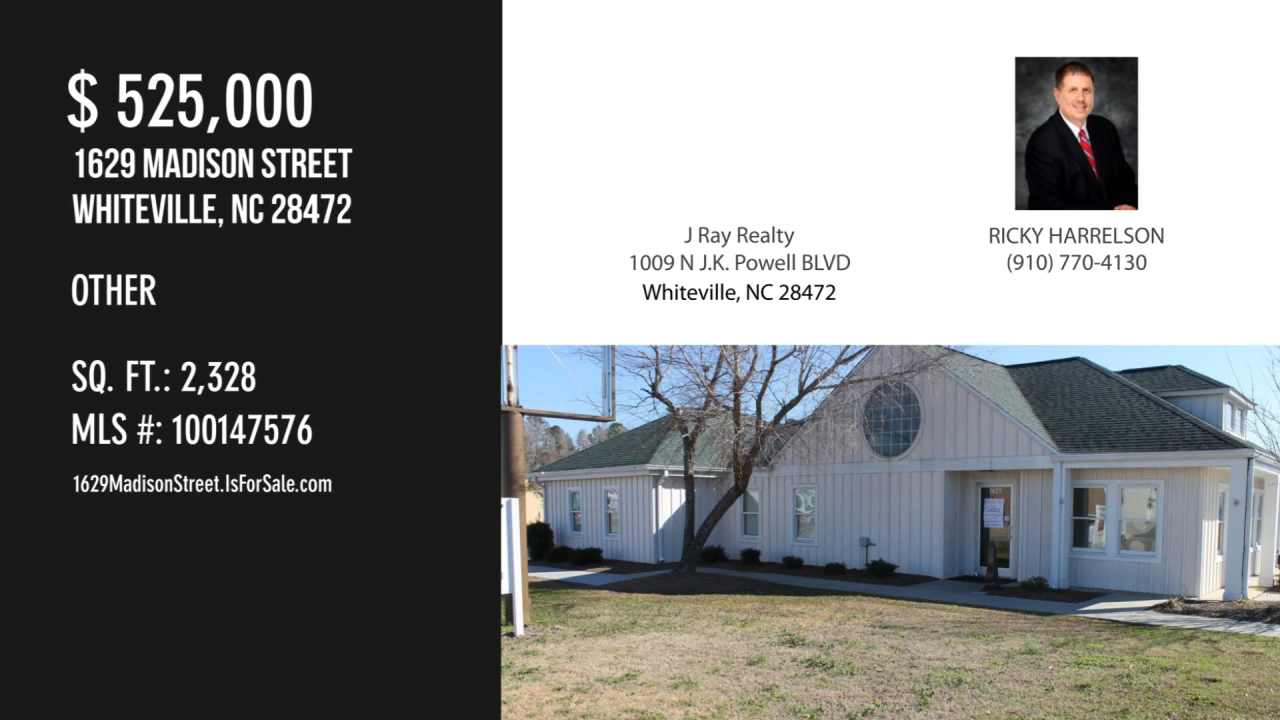 $ 525,000
1629 MADISON STREET
WHITEVILLE, NC 28472
OTHER
SQ. FT.: 2,328
MLS #: 100147576
1629MadisonStreet.IsForSale.com
J Ray Realty
1009 N J.K. Powell BLVD
Whiteville, NC 28472
RICKY HARRELSON
(910) 770-4130